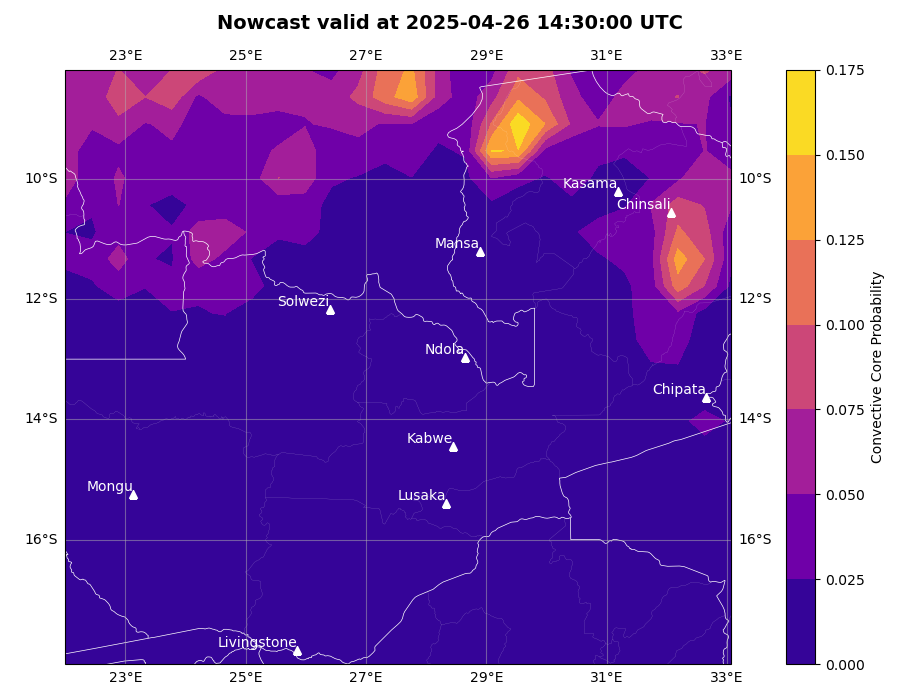 Nowcast valid at 2025-04-26 14:30:00 UTC
23°E 25°E 27°E 29°E 31°E 33°E
0.175
0.150
10°S Kasama 10°S
Chinsali
Mansa
0.125
12°S Solwezi 12°S
0.100
Ndola
Chipata
0.075
14°S 14°S
Kabwe
Mongu
Lusaka
0.050
16°S 16°S
0.025
Livingstone
0.000
23°E 25°E 27°E 29°E 31°E 33°E
Convective Core Probability